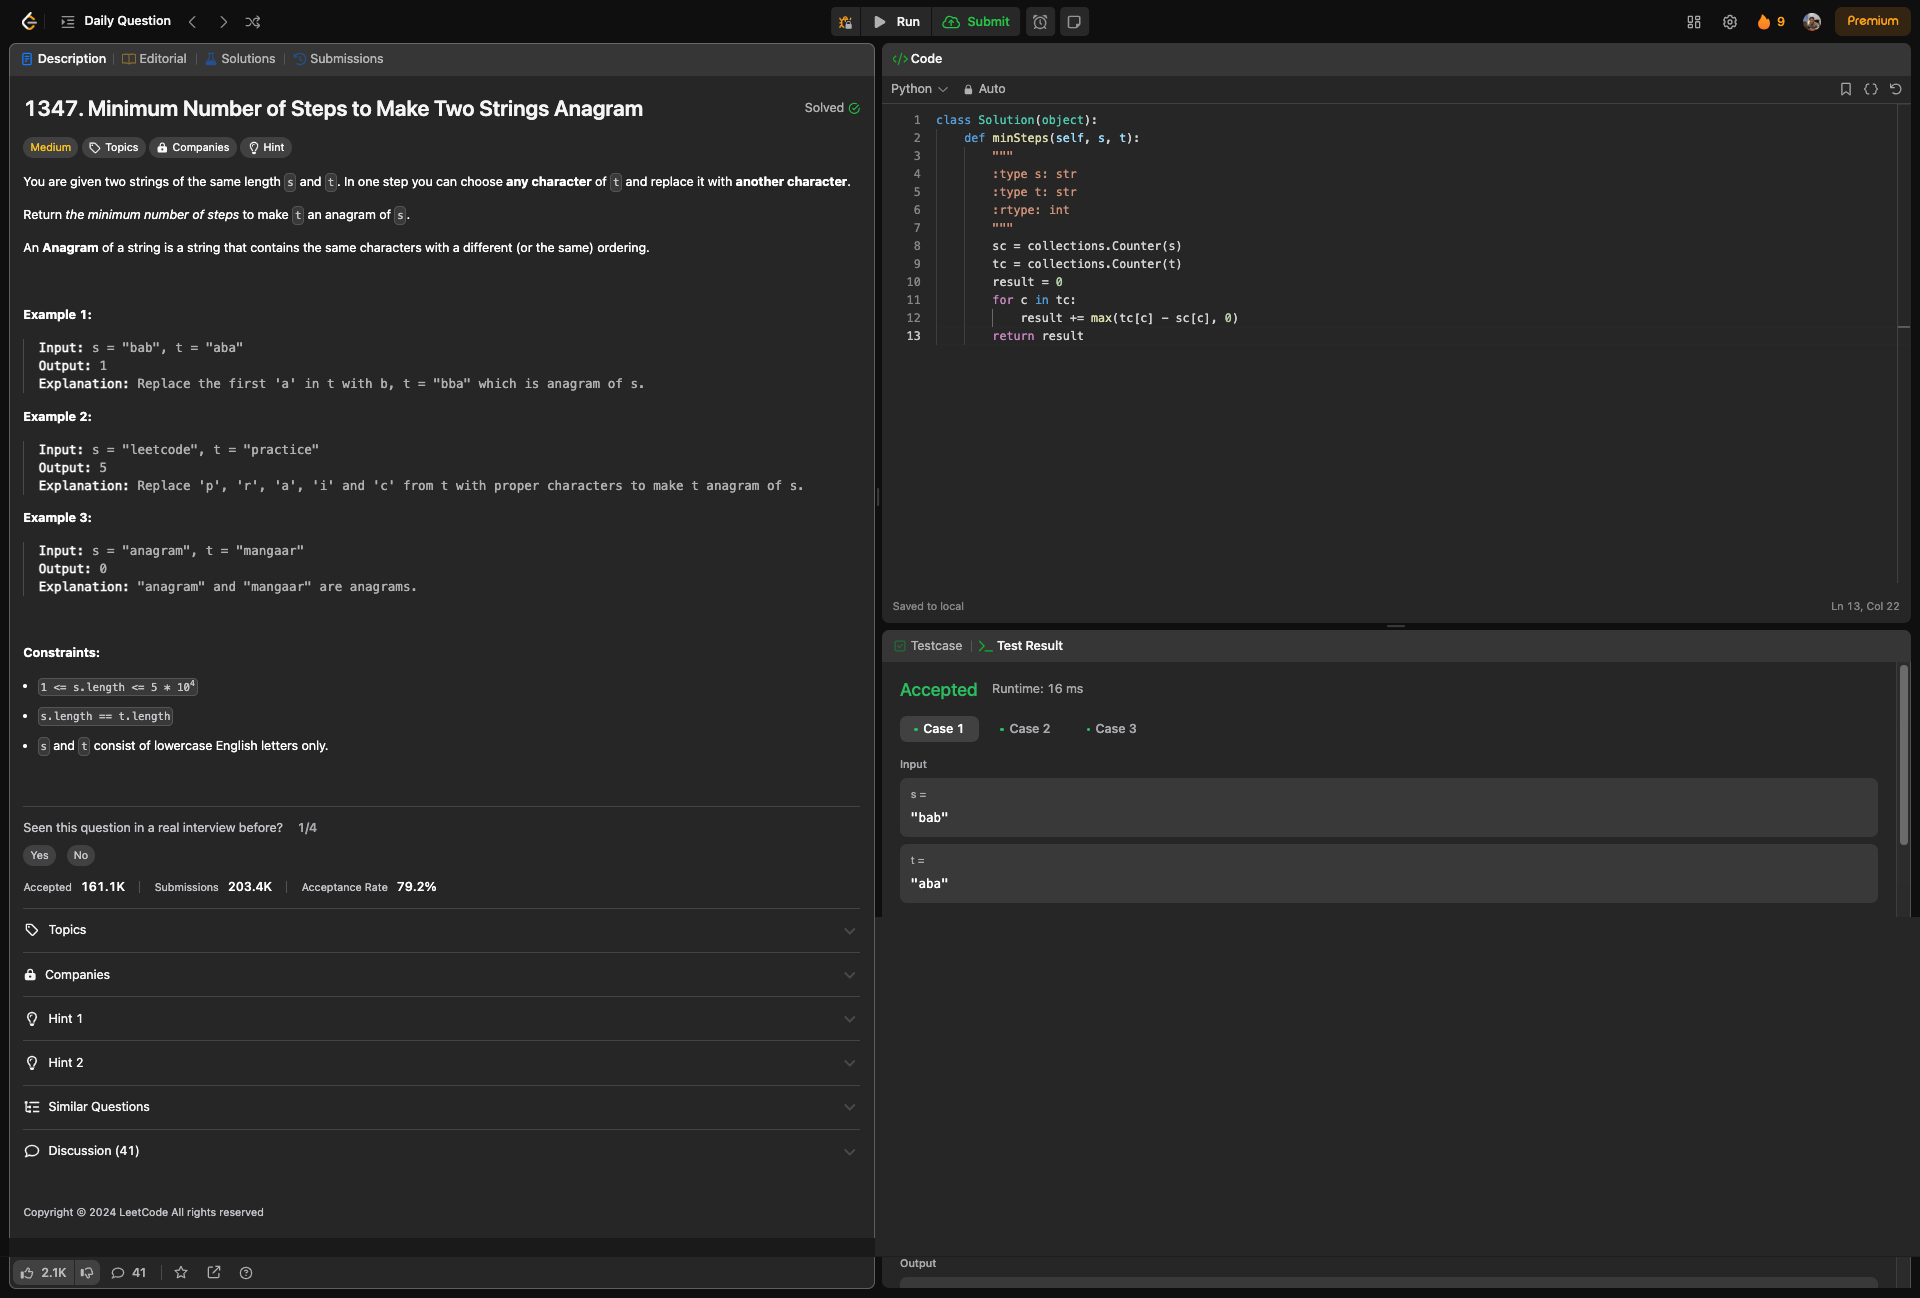 Daily Question
Run
Submit
9
Premium
Description
Editorial
Solutions
Submissions
1347. Minimum Number of Steps to Make Two Strings Anagram
Solved
Medium
Topics
Companies
Hint
You are given two strings of the same length s and t. In one step you can choose any character of t and replace it with another character.
Return the minimum number of steps to make t an anagram of s.
An Anagram of a string is a string that contains the same characters with a different (or the same) ordering.
Example 1:
Input: s = "bab", t = "aba"
Output: 1
Explanation: Replace the first 'a' in t with b, t = "bba" which is anagram of s.
Example 2:
Input: s = "leetcode", t = "practice"
Output: 5
Explanation: Replace 'p', 'r', 'a', 'i' and 'c' from t with proper characters to make t anagram of s.
Example 3:
Input: s = "anagram", t = "mangaar"
Output: 0
Explanation: "anagram" and "mangaar" are anagrams.
Constraints:
• 1 <= s.length <= 5 * 10⁴
• s.length == t.length
• s and t consist of lowercase English letters only.
Seen this question in a real interview before? 1/4
Yes No
Accepted 161.1K | Submissions 203.4K | Acceptance Rate 79.2%
Topics
Companies
Hint 1
Hint 2
Similar Questions
Discussion (41)
Copyright © 2024 LeetCode All rights reserved
2.1K
41
</> Code
Python
Auto
1 class Solution(object):
2     def minSteps(self, s, t):
3         """
4         :type s: str
5         :type t: str
6         :rtype: int
7         """
8         sc = collections.Counter(s)
9         tc = collections.Counter(t)
10         result = 0
11         for c in tc:
12             result += max(tc[c] - sc[c], 0)
13         return result
Saved to local
Ln 13, Col 22
Testcase
>_ Test Result
Accepted Runtime: 16 ms
• Case 1 • Case 2 • Case 3
Input
s =
"bab"
t =
"aba"
Output